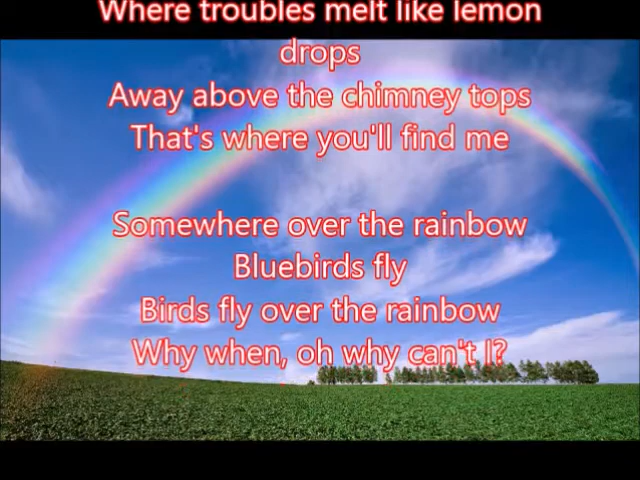 Where troubles melt like lemon
drops
Away above the chimney tops
That's where you'll find me
Somewhere over the rainbow
Bluebirds fly
Birds fly over the rainbow
Why when, oh why can't I?